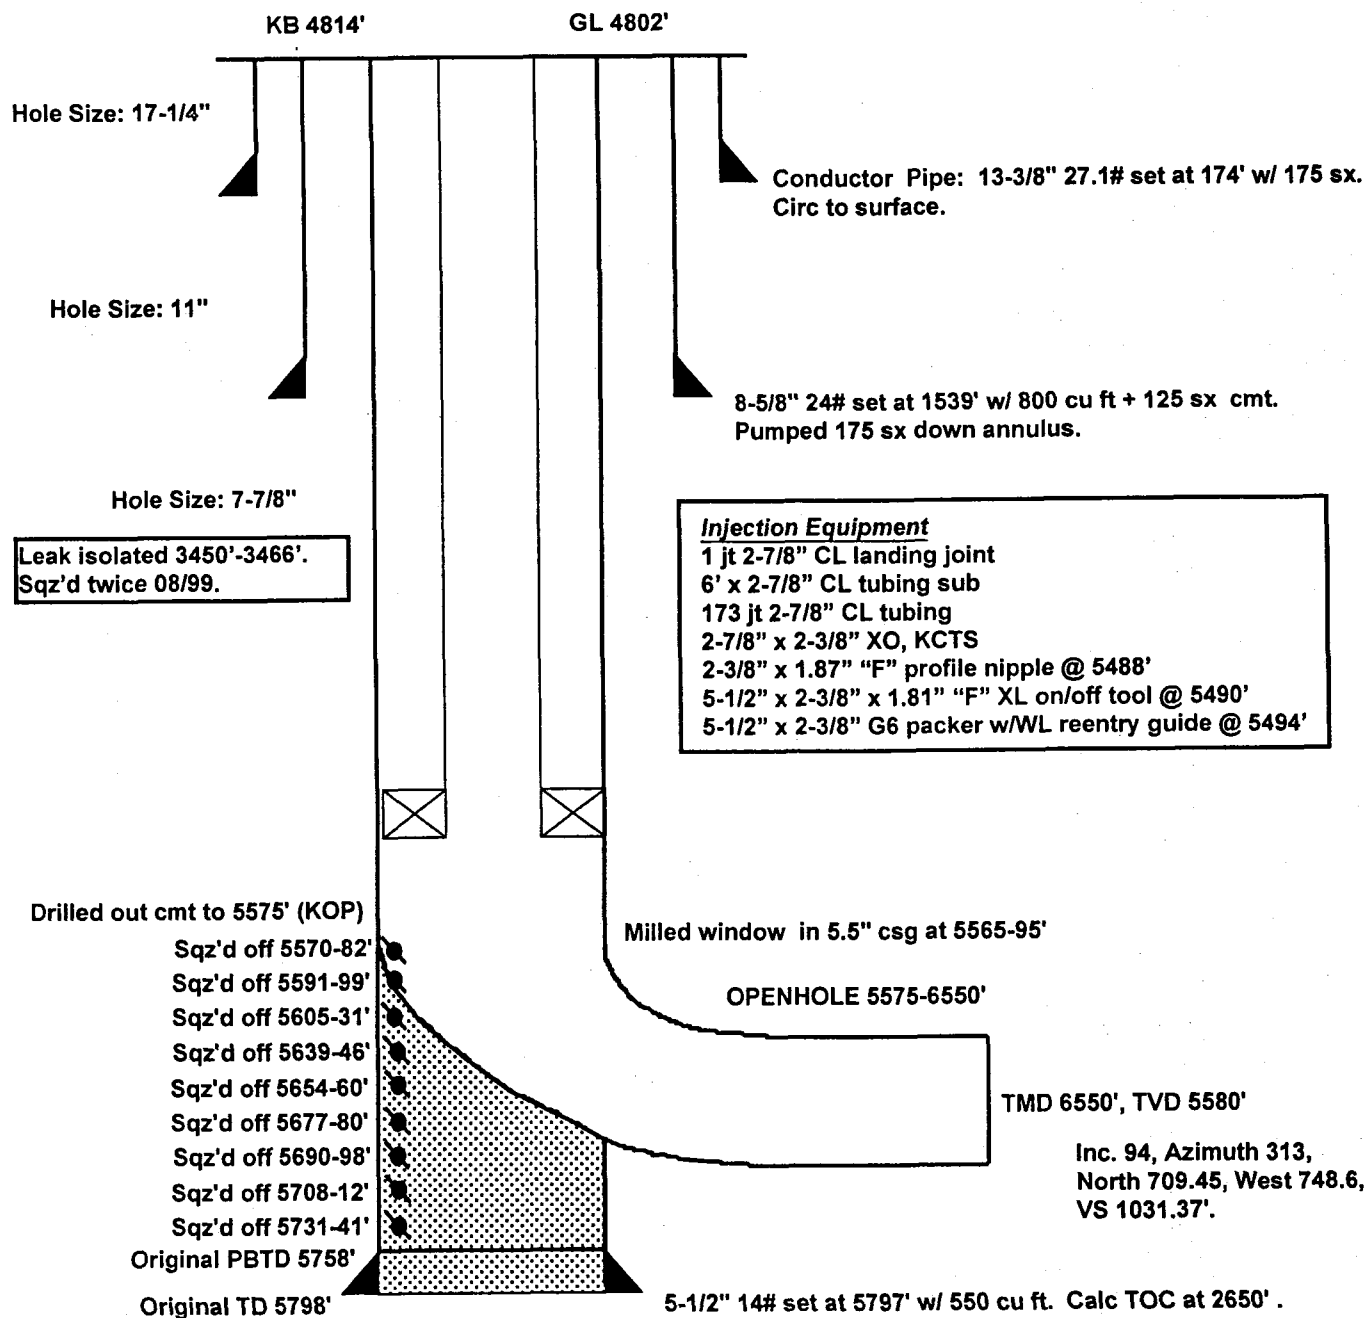 KB 4814'
GL 4802'
Hole Size: 17-1/4"
Conductor Pipe: 13-3/8" 27.1# set at 174' w/ 175 sx.
Circ to surface.
Hole Size: 11"
8-5/8" 24# set at 1539' w/ 800 cu ft + 125 sx cmt.
Pumped 175 sx down annulus.
Hole Size: 7-7/8"
Leak isolated 3450'-3466'.
Sqz'd twice 08/99.
Injection Equipment
1 jt 2-7/8” CL landing joint
6' x 2-7/8” CL tubing sub
173 jt 2-7/8” CL tubing
2-7/8” x 2-3/8” XO, KCTS
2-3/8” x 1.87” “F” profile nipple @ 5488'
5-1/2” x 2-3/8” x 1.81” “F” XL on/off tool @ 5490'
5-1/2” x 2-3/8” G6 packer w/WL reentry guide @ 5494'
Drilled out cmt to 5575' (KOP)
Milled window in 5.5" csg at 5565-95'
Sqz'd off 5570-82'
Sqz'd off 5591-99'
OPENHOLE 5575-6550'
Sqz'd off 5605-31'
Sqz'd off 5639-46'
Sqz'd off 5654-60'
Sqz'd off 5677-80'
Sqz'd off 5690-98'
Sqz'd off 5708-12'
Sqz'd off 5731-41'
TMD 6550', TVD 5580'
Inc. 94, Azimuth 313,
North 709.45, West 748.6,
VS 1031.37'.
Original PBTD 5758'
Original TD 5798'
5-1/2" 14# set at 5797' w/ 550 cu ft. Calc TOC at 2650' .